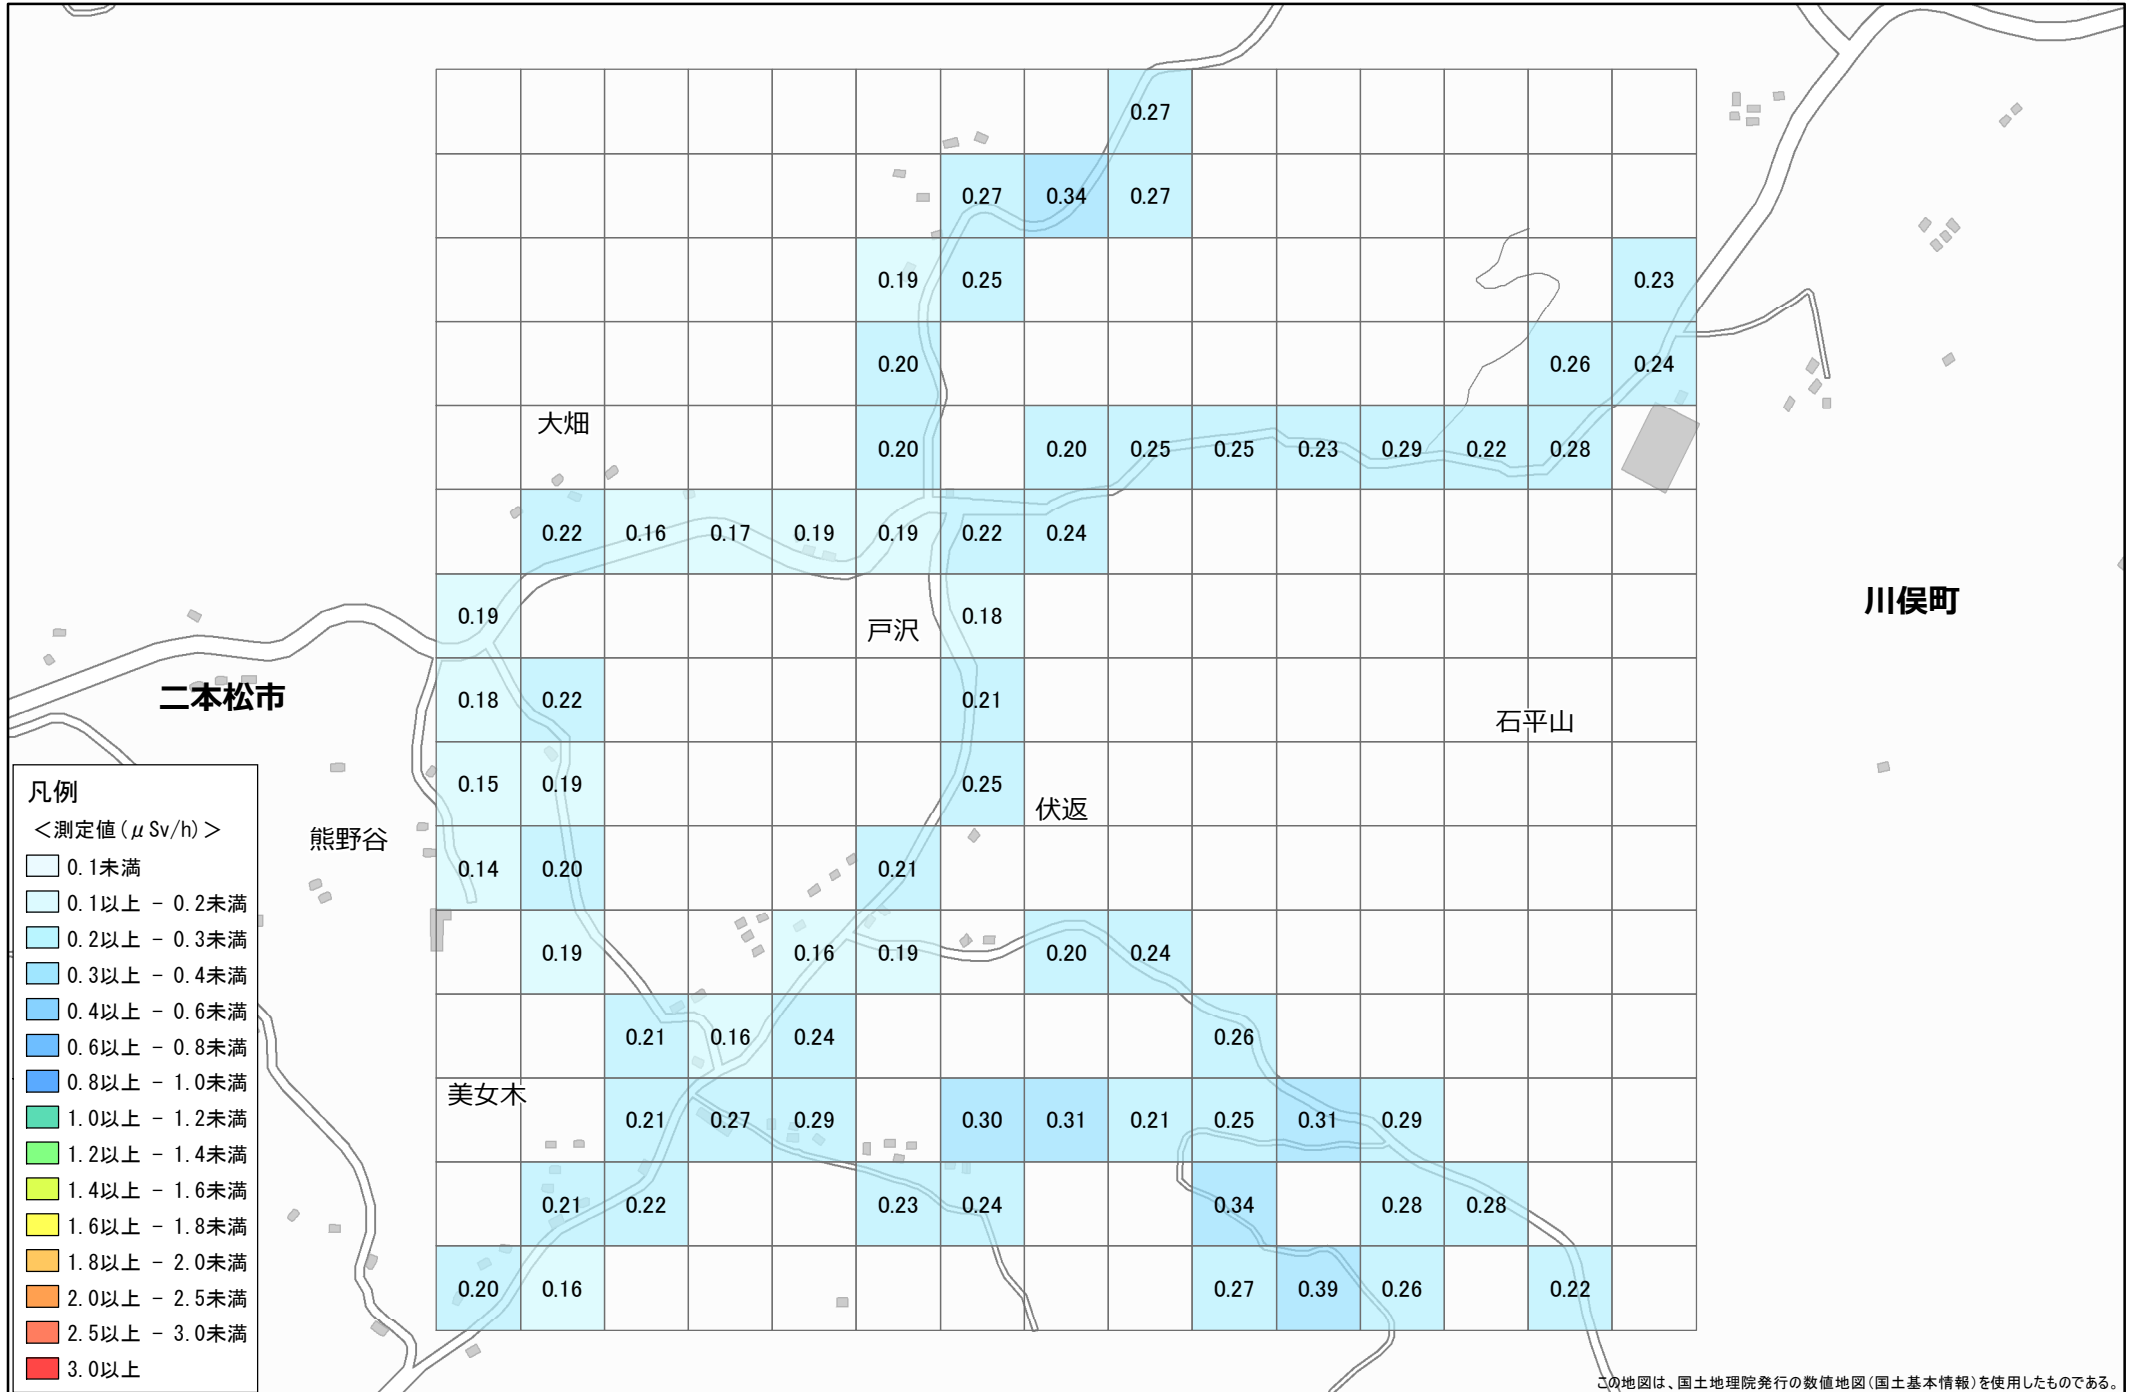 0.27
0.27 0.34 0.27
0.19 0.25 0.23
0.20 0.26 0.24
大畑
0.20 0.20 0.25 0.25 0.23 0.29 0.22 0.28
0.22 0.16 0.17 0.19 0.19 0.22 0.24
川俣町
0.19 0.18
戸沢
二本松市
0.18 0.22 0.21
石平山
0.15 0.19 0.25
伏返
熊野谷
0.14 0.20 0.21
0.19 0.16 0.19 0.20 0.24
0.21 0.16 0.24 0.26
美女木
0.21 0.27 0.29 0.30 0.31 0.21 0.25 0.31 0.29
0.21 0.22 0.23 0.24 0.34 0.28 0.28
0.20 0.16 0.27 0.39 0.26 0.22
凡例
＜測定値(μSv/h)＞
0.1未満
0.1以上 - 0.2未満
0.2以上 - 0.3未満
0.3以上 - 0.4未満
0.4以上 - 0.6未満
0.6以上 - 0.8未満
0.8以上 - 1.0未満
1.0以上 - 1.2未満
1.2以上 - 1.4未満
1.4以上 - 1.6未満
1.6以上 - 1.8未満
1.8以上 - 2.0未満
2.0以上 - 2.5未満
2.5以上 - 3.0未満
3.0以上
この地図は、国土地理院発行の数値地図(国土基本情報)を使用したものである。